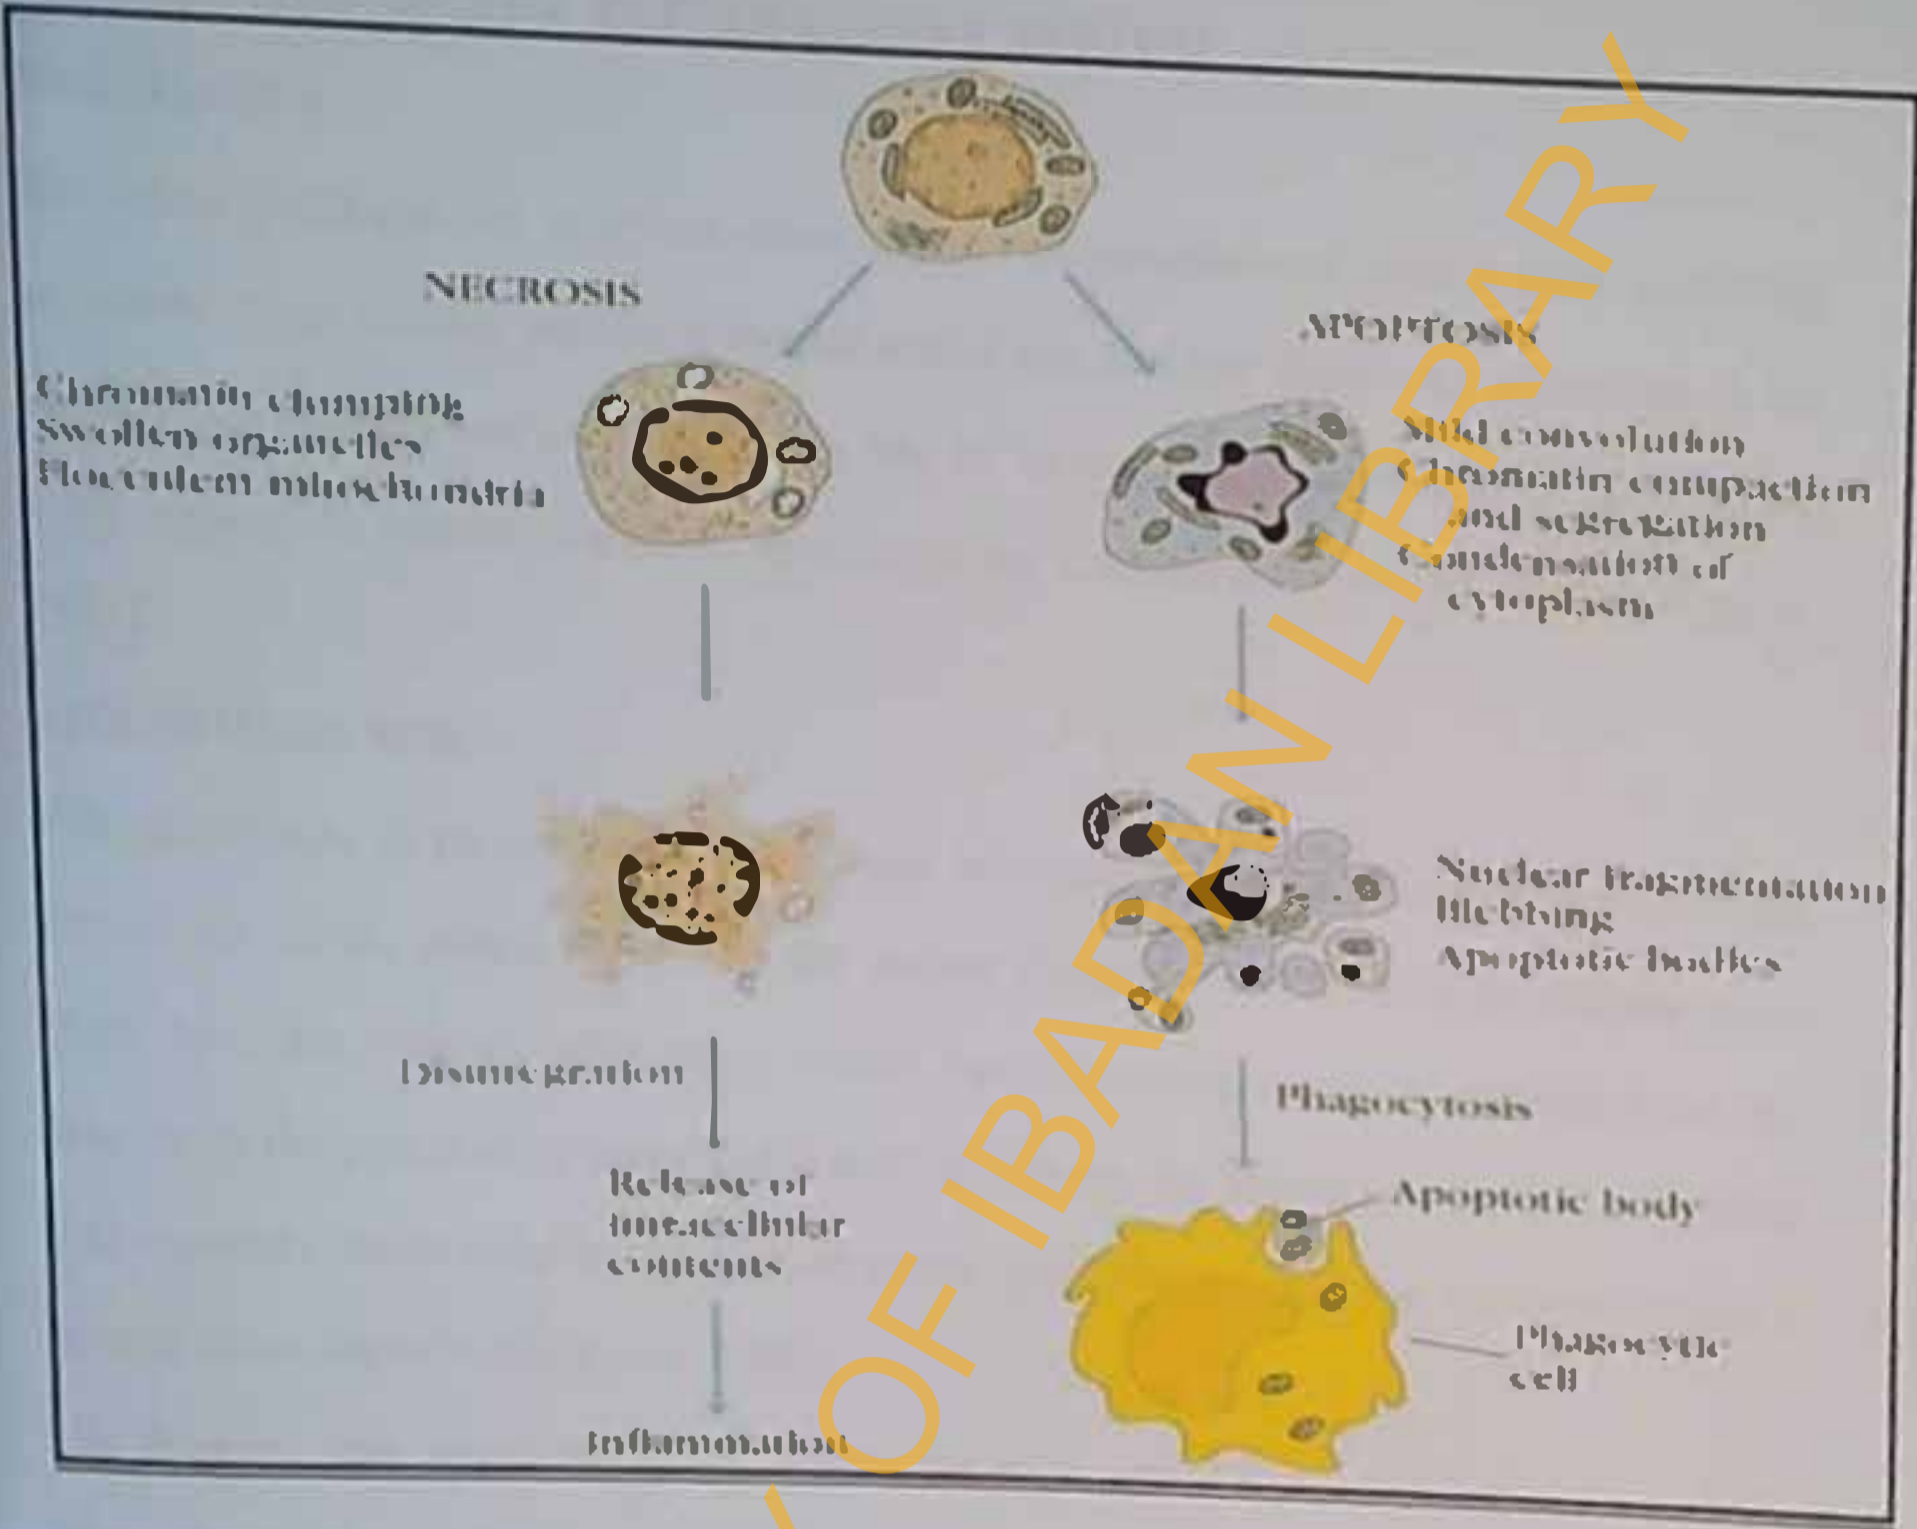 NECROSIS
APOPTOSIS
Chromatin clumping
Swollen organelles
Flocculent mitochondria
Mild convolution
Chromatin compaction
and segregation
Condensation of
cytoplasm
Nuclear fragmentation
Blebbing
Apoptotic bodies
Disintegration
Phagocytosis
Release of
intracellular
contents
Apoptotic body
Phagocytic
cell
Inflammation
OF IBADAN LIBRARY